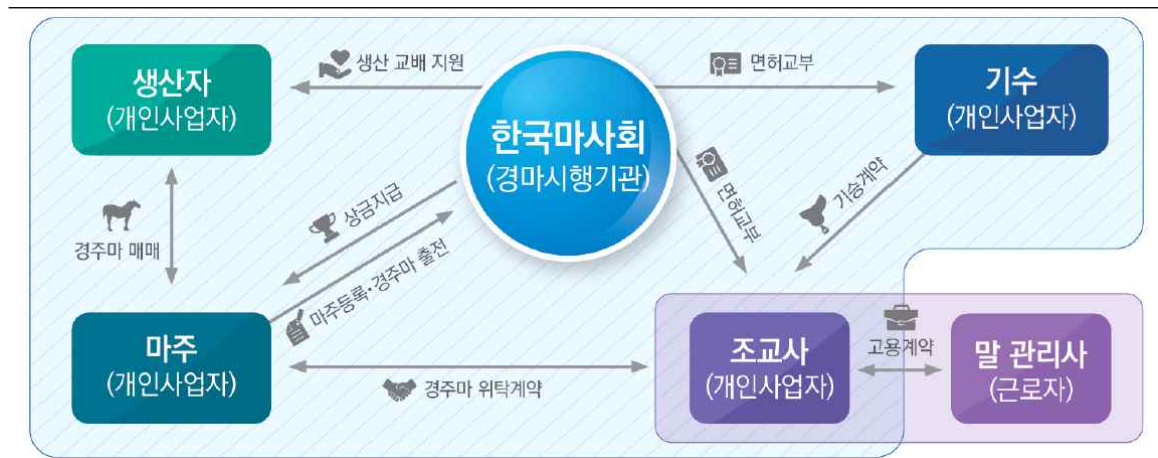 생산자
(개인사업자)
생산 교배 지원
한국마사회
(경마시행기관)
면허교부
기수
(개인사업자)
경주마 매매
상금지급
마주등록·경주마 출전
면허교부
기승계약
마주
(개인사업자)
경주마 위탁계약
조교사
(개인사업자)
고용계약
말 관리사
(근로자)